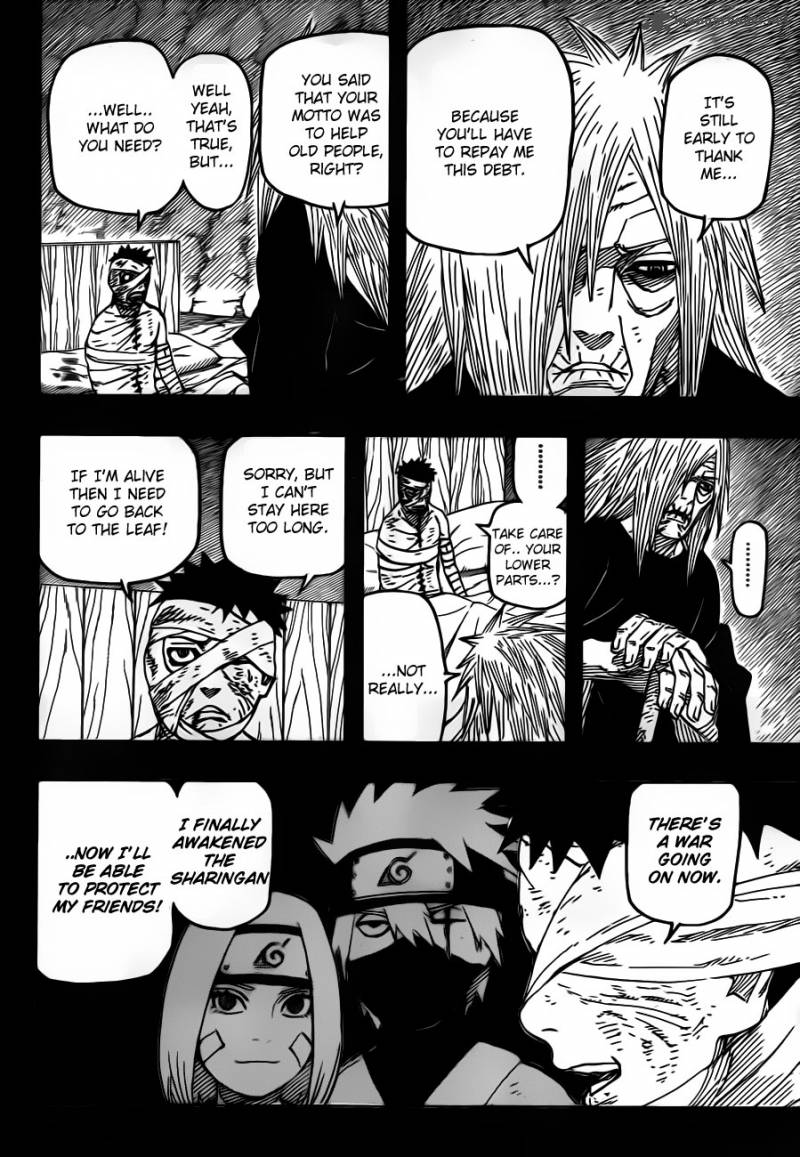 IT'S
STILL
EARLY TO
THANK
ME...
BECAUSE
YOU'LL HAVE
TO REPAY ME
THIS DEBT.
YOU SAID
THAT YOUR
MOTTO WAS
TO HELP
OLD PEOPLE,
RIGHT?
WELL
YEAH,
THAT'S
TRUE,
BUT...
...WELL..
WHAT DO
YOU NEED?
.........
.........
TAKE CARE
OF.. YOUR
LOWER
PARTS...?
...NOT
REALLY...
SORRY, BUT
I CAN'T
STAY HERE
TOO LONG.
IF I'M ALIVE
THEN I NEED
TO GO BACK
TO THE LEAF!
THERE'S
A WAR
GOING
ON NOW.
I FINALLY
AWAKENED
THE
SHARINGAN
..NOW I'LL
BE ABLE
TO PROTECT
MY FRIENDS!